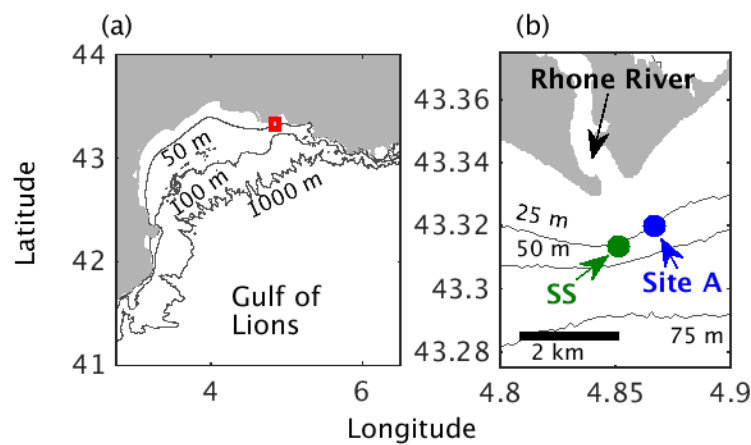 (a)
(b)
44
43
42
41
4
6
50 m
100 m
1000 m
Gulf of
Lions
Latitude
Longitude
43.36
43.34
43.32
43.3
43.28
4.8
4.85
4.9
Rhone River
25 m
50 m
SS
Site A
75 m
2 km